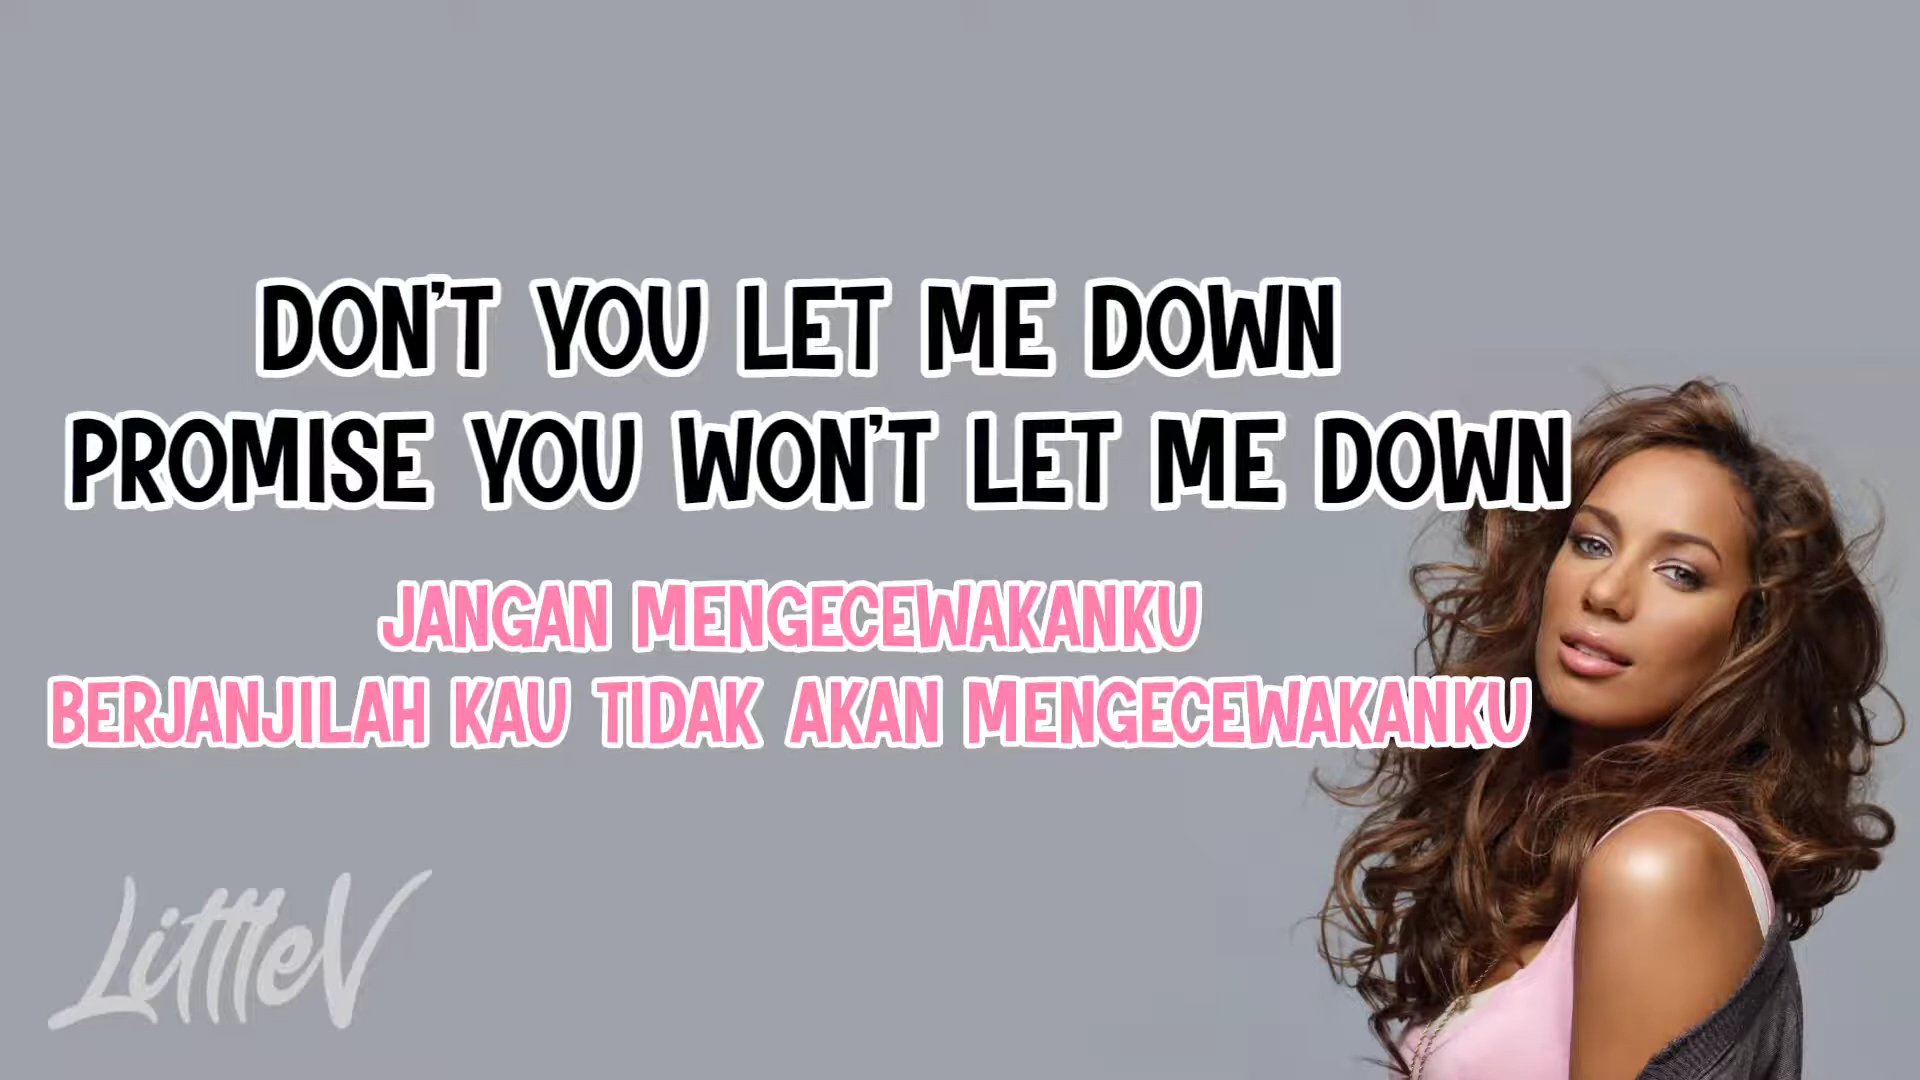 DON'T YOU LET ME DOWN
PROMISE YOU WON'T LET ME DOWN
JANGAN MENGECEWAKANKU
BERJANJILAH KAU TIDAK AKAN MENGECEWAKANKU
LittleV